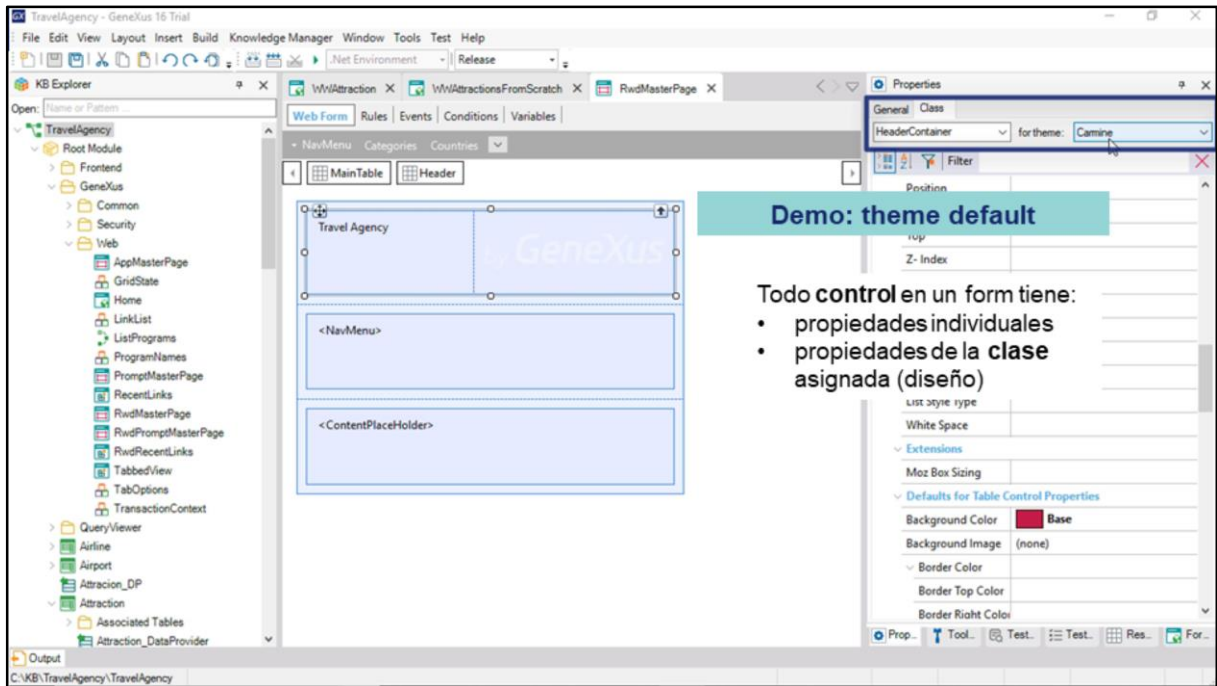 TravelAgency - GeneXus 16 Trial
File Edit View Layout Insert Build Knowledge Manager Window Tools Test Help
.Net Environment Release
KB Explorer
Open: Name or Pattern ...
TravelAgency
Root Module
Frontend
GeneXus
Common
Security
Web
AppMasterPage
GridState
Home
LinkList
ListPrograms
ProgramNames
PromptMasterPage
RecentLinks
RwdMasterPage
RwdPromptMasterPage
RwdRecentLinks
TabbedView
TabOptions
TransactionContext
QueryViewer
Airline
Airport
Attracion_DP
Attraction
Associated Tables
Attraction_DataProvider
WWAttraction WWAttractionsFromScratch RwdMasterPage
Web Form Rules Events Conditions Variables
NavMenu Categories Countries
MainTable Header
Travel Agency
by GeneXus
<NavMenu>
<ContentPlaceHolder>
Properties
General Class
HeaderContainer for theme: Carmine
Filter
Position
Demo: theme default
Top
Z- Index
Todo control en un form tiene:
• propiedades individuales
• propiedades de la clase
asignada (diseño)
List Style Type
White Space
Extensions
Moz Box Sizing
Defaults for Table Control Properties
Background Color Base
Background Image (none)
Border Color
Border Top Color
Border Right Color
Prop... Tool... Test... Test... Res... For...
Output
C:\KB\TravelAgency\TravelAgency